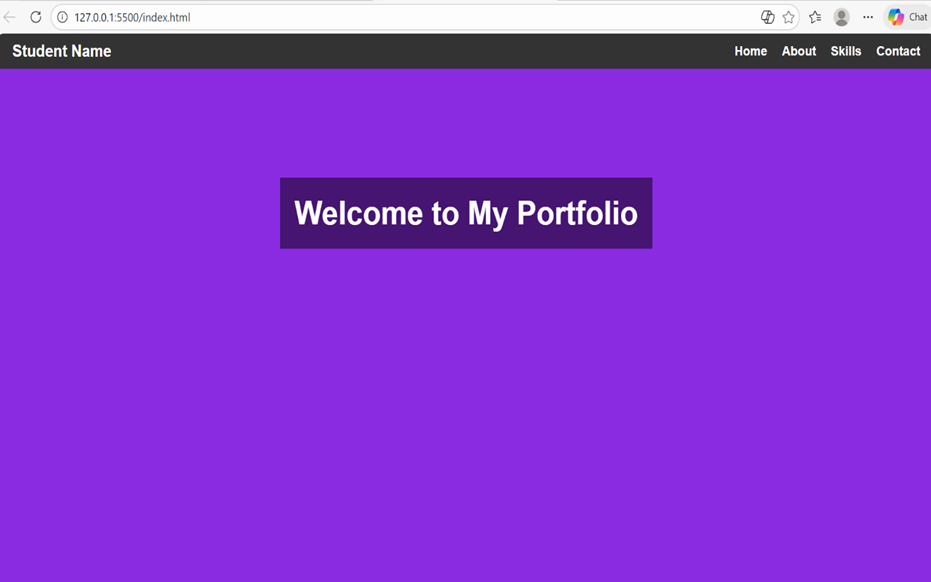 127.0.0.1:5500/index.html
Chat
Student Name
Home About Skills Contact
Welcome to My Portfolio